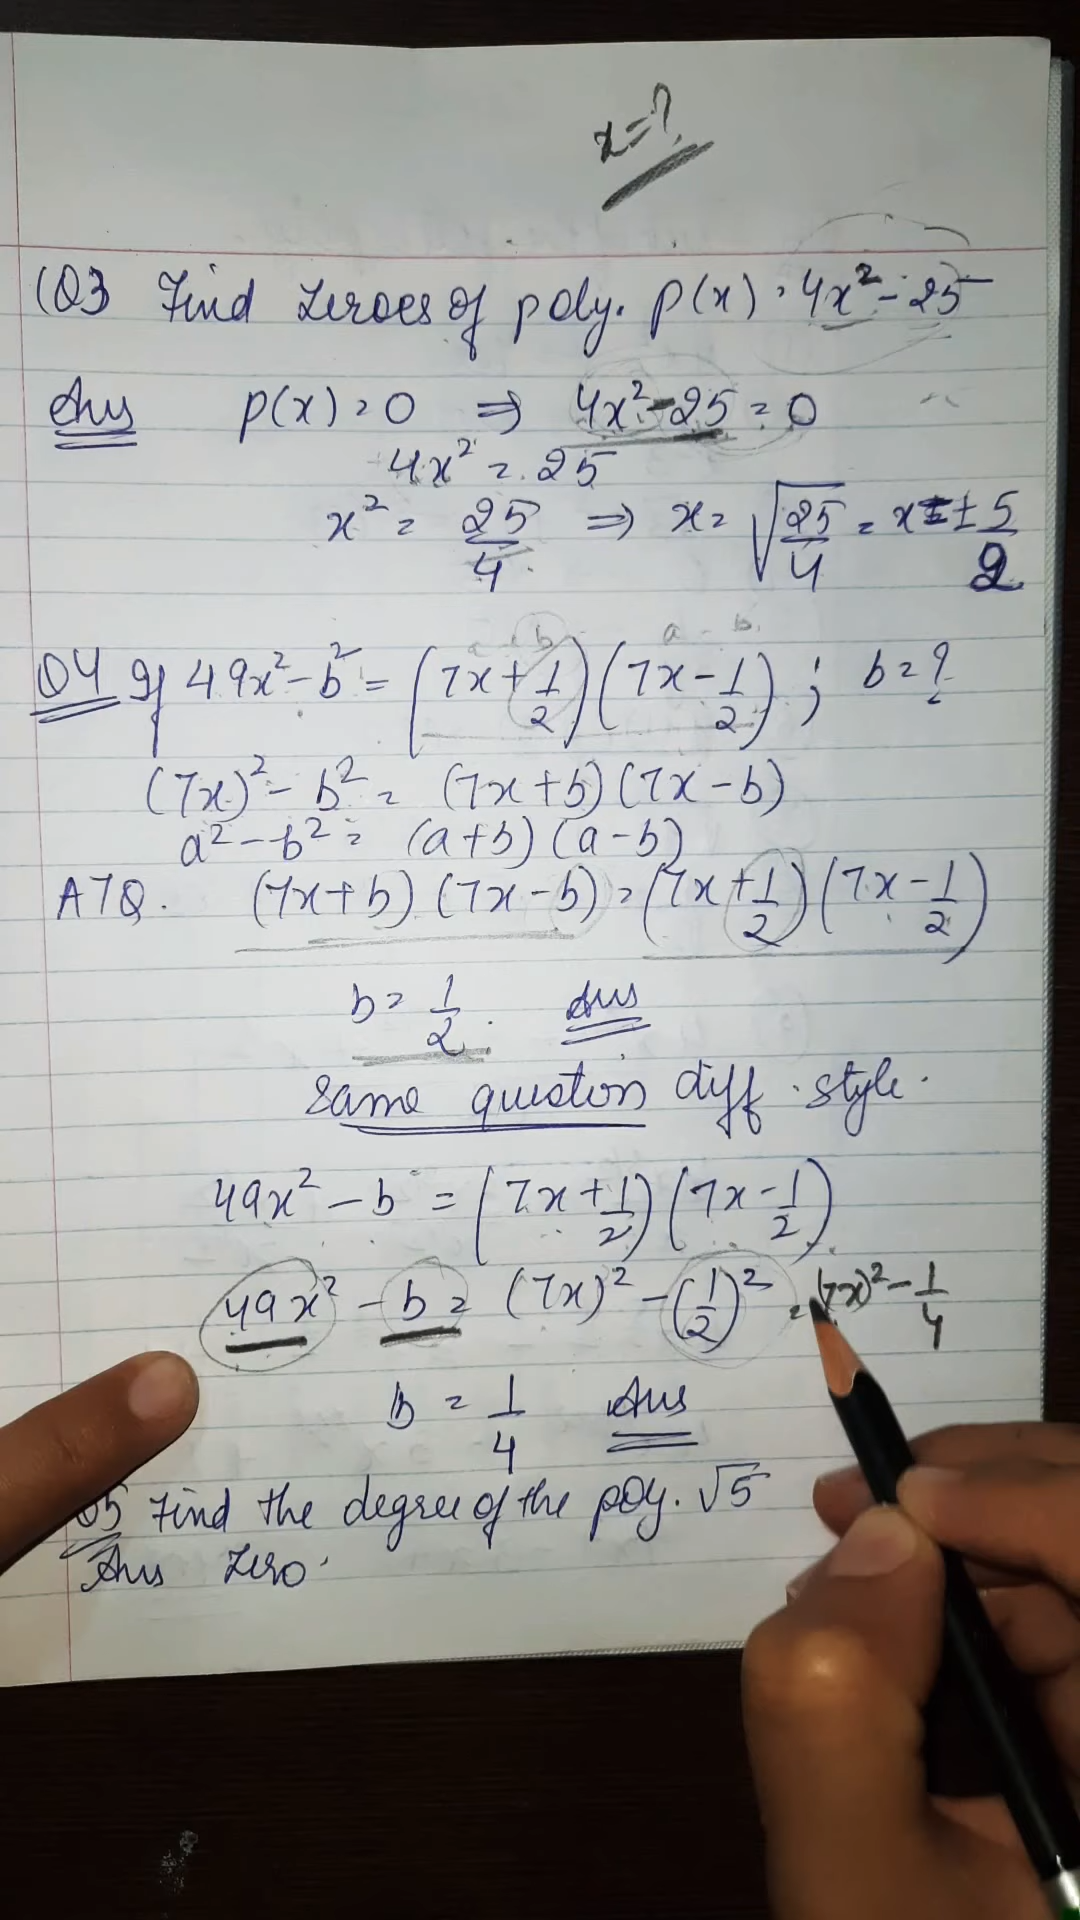 x=?
(Q3 Find zeroes of poly. p(x) = 4x² - 25
Ans p(x) = 0 ⇒ 4x² - 25 = 0
4x² = 25
x² = 25/4 ⇒ x = √(25/4) = x = ± 5/2
a + b a - b
Q4 If 49x² - b² = (7x + 1/2)(7x - 1/2) ; b = ?
(7x)² - b² = (7x + b)(7x - b)
a² - b² = (a + b)(a - b)
ATQ. (7x + b)(7x - b) = (7x + 1/2)(7x - 1/2)
b = 1/2. Ans
Same question diff. style.
49x² - b = (7x + 1/2)(7x - 1/2)
49x² - b = (7x)² - (1/2)² = (7x)² - 1/4
b = 1/4 Ans
Q5 Find the degree of the poly. √5
Ans Zero.